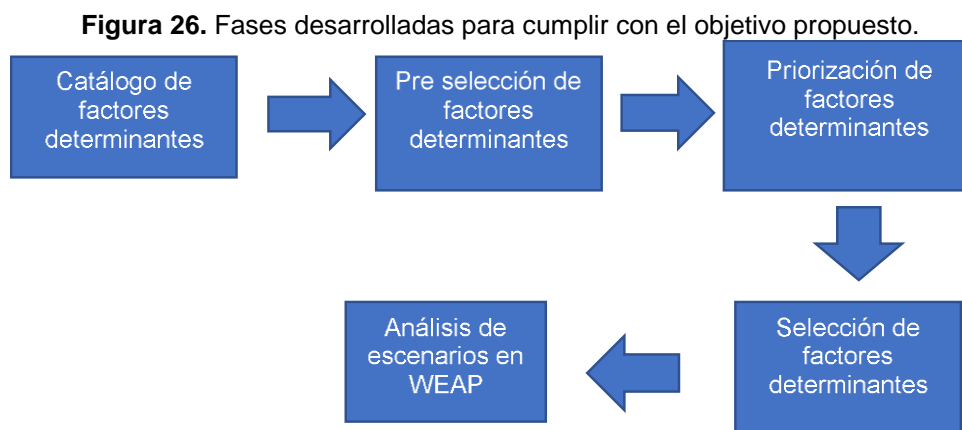 Figura 26. Fases desarrolladas para cumplir con el objetivo propuesto.
Catálogo de
factores
determinantes
Pre selección de
factores
determinantes
Priorización de
factores
determinantes
Selección de
factores
determinantes
Análisis de
escenarios en
WEAP